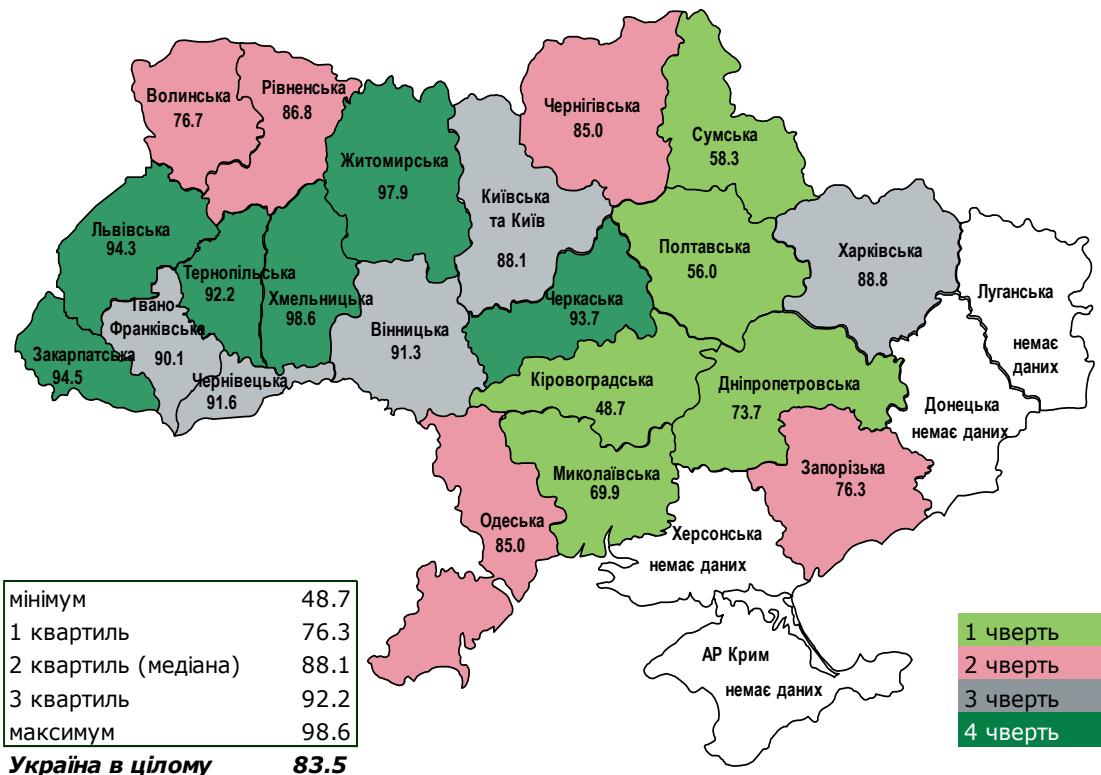 Волинська
76.7
Рівненська
86.8
Житомирська
97.9
Київська
та Київ
88.1
Чернігівська
85.0
Сумська
58.3
Львівська
94.3
Тернопільська
92.2
Хмельницька
98.6
Вінницька
91.3
Черкаська
93.7
Полтавська
56.0
Харківська
88.8
Луганська
немає
даних
Закарпатська
94.5
Івано-
Франківська
90.1
Чернівецька
91.6
Кіровоградська
48.7
Дніпропетровська
73.7
Донецька
немає даних
Запорізька
76.3
Миколаївська
69.9
Одеська
85.0
Херсонська
немає даних
АР Крим
немає даних
мінімум 48.7
1 квартиль 76.3
2 квартиль (медіана) 88.1
3 квартиль 92.2
максимум 98.6
Україна в цілому 83.5
1 чверть
2 чверть
3 чверть
4 чверть